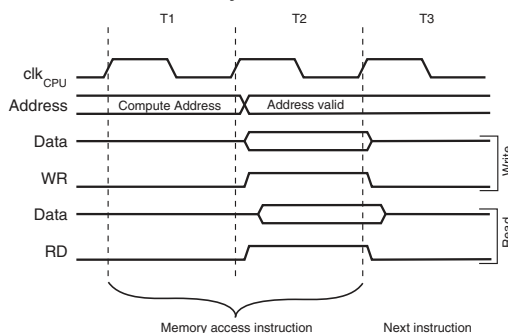 T1 T2 T3
clkCPU
Address Compute Address Address valid
Data
WR
Write
Data
RD
Read
Memory access instruction Next instruction